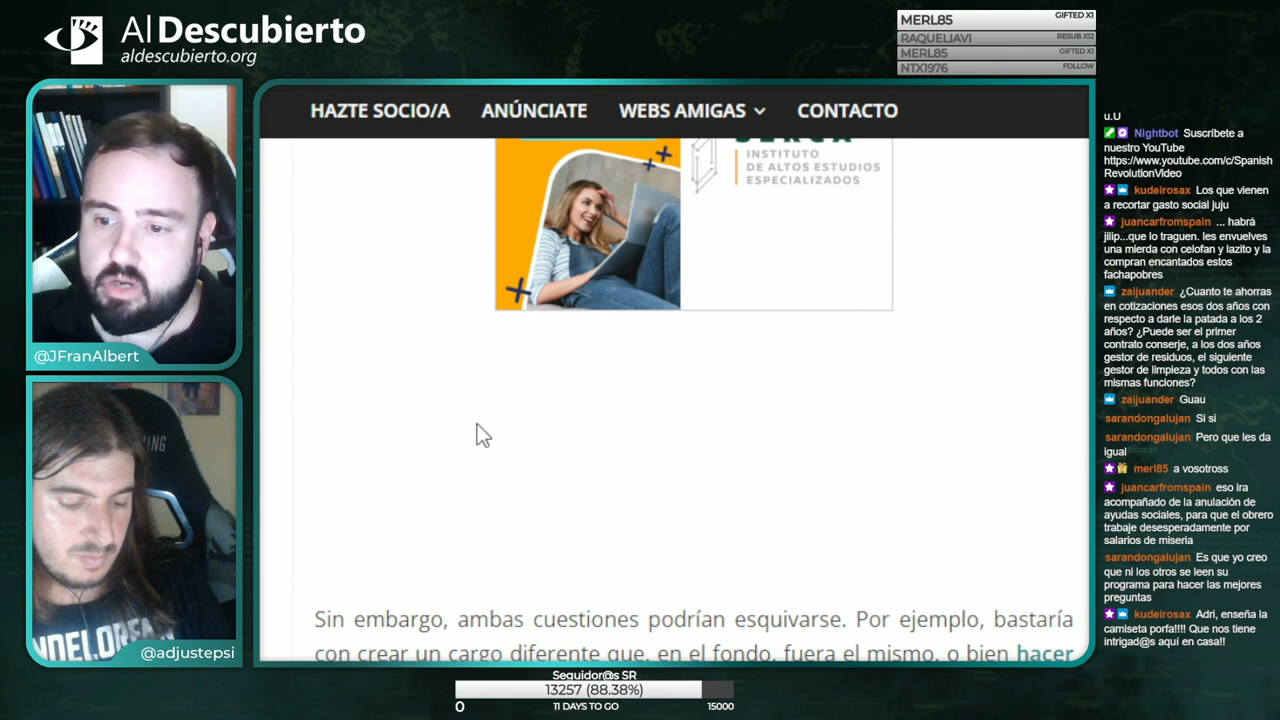 Al Descubierto
aldescubierto.org
MERL85 GIFTED X1
RAQUELIAVI RESUB X12
MERL85 GIFTED X1
NTX1976 FOLLOW
HAZTE SOCIO/A ANÚNCIATE WEBS AMIGAS CONTACTO
INSTITUTO
DE ALTOS ESTUDIOS
ESPECIALIZADOS
@JFranAlbert
@adjustepsi
Sin embargo, ambas cuestiones podrían esquivarse. Por ejemplo, bastaría
con crear un cargo diferente que, en el fondo, fuera el mismo, o bien hacer
u.U
Nightbot Suscríbete a
nuestro YouTube
https://www.youtube.com/c/Spanish
RevolutionVideo
kudeirosax Los que vienen
a recortar gasto social juju
juancarfromspain ... habrá
jilip...que lo traguen. les envuelves
una mierda con celofan y lazito y la
compran encantados estos
fachapobres
zaijuander ¿Cuanto te ahorras
en cotizaciones esos dos años con
respecto a darle la patada a los 2
años? ¿Puede ser el primer
contrato conserje, a los dos años
gestor de residuos, el siguiente
gestor de limpieza y todos con las
mismas funciones?
zaijuander Guau
sarandongalujan Si si
sarandongalujan Pero que les da
igual
merl85 a vosotross
juancarfromspain eso ira
acompañado de la anulación de
ayudas sociales, para que el obrero
trabaje desesperadamente por
salarios de miseria
sarandongalujan Es que yo creo
que ni los otros se leen su
programa para hacer las mejores
preguntas
kudeirosax Adri, enseña la
camiseta porfa!!!! Que nos tiene
intrigad@s aquí en casa!!
Seguidor@s SR
13257 (88.38%)
0 11 DAYS TO GO 15000